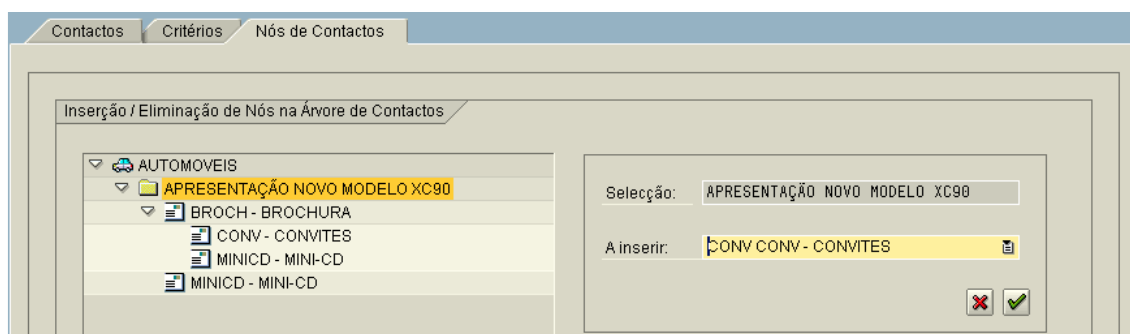 Contactos Critérios Nós de Contactos
Inserção / Eliminação de Nós na Árvore de Contactos
AUTOMOVEIS
APRESENTAÇÃO NOVO MODELO XC90
BROCH - BROCHURA
CONV - CONVITES
MINICD - MINI-CD
MINICD - MINI-CD
Selecção: APRESENTAÇÃO NOVO MODELO XC90
A inserir: CONV CONV - CONVITES